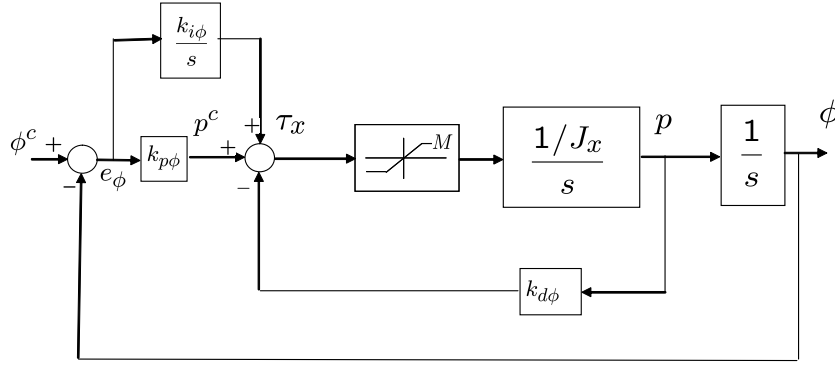 k_{iφ}
s
ϕ^c +
−
e_ϕ
k_{pϕ}
p^c
+
+
−
τ_x
M
1/J_x
s
p
1
s
ϕ
k_{dϕ}